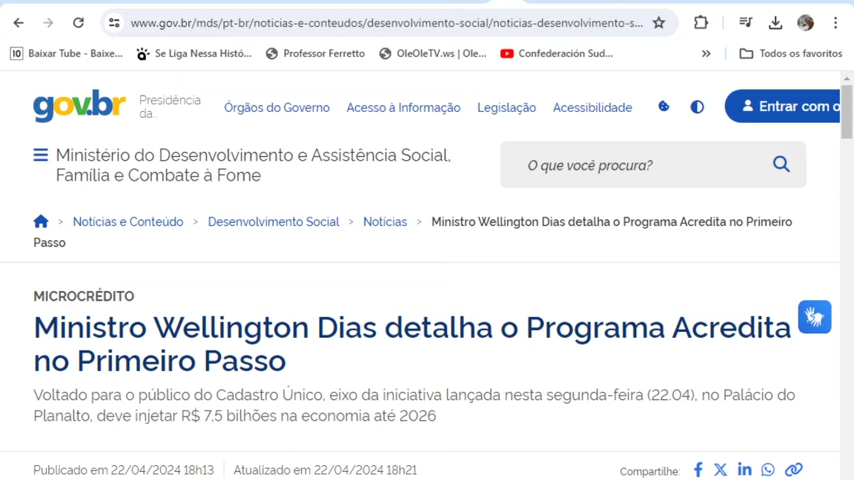 www.gov.br/mds/pt-br/noticias-e-conteudos/desenvolvimento-social/noticias-desenvolvimento-s...
10 Baixar Tube - Baixe... Se Liga Nessa Histó... Professor Ferretto OleOleTV.ws | Ole... Confederación Sud... » Todos os favoritos
gov.br Presidência da... Órgãos do Governo Acesso à Informação Legislação Acessibilidade Entrar com o
Ministério do Desenvolvimento e Assistência Social,
Família e Combate à Fome
O que você procura?
> Notícias e Conteúdo > Desenvolvimento Social > Notícias > Ministro Wellington Dias detalha o Programa Acredita no Primeiro
Passo
MICROCRÉDITO
Ministro Wellington Dias detalha o Programa Acredita
no Primeiro Passo
Voltado para o público do Cadastro Único, eixo da iniciativa lançada nesta segunda-feira (22.04), no Palácio do
Planalto, deve injetar R$ 7,5 bilhões na economia até 2026
Publicado em 22/04/2024 18h13 Atualizado em 22/04/2024 18h21 Compartilhe: